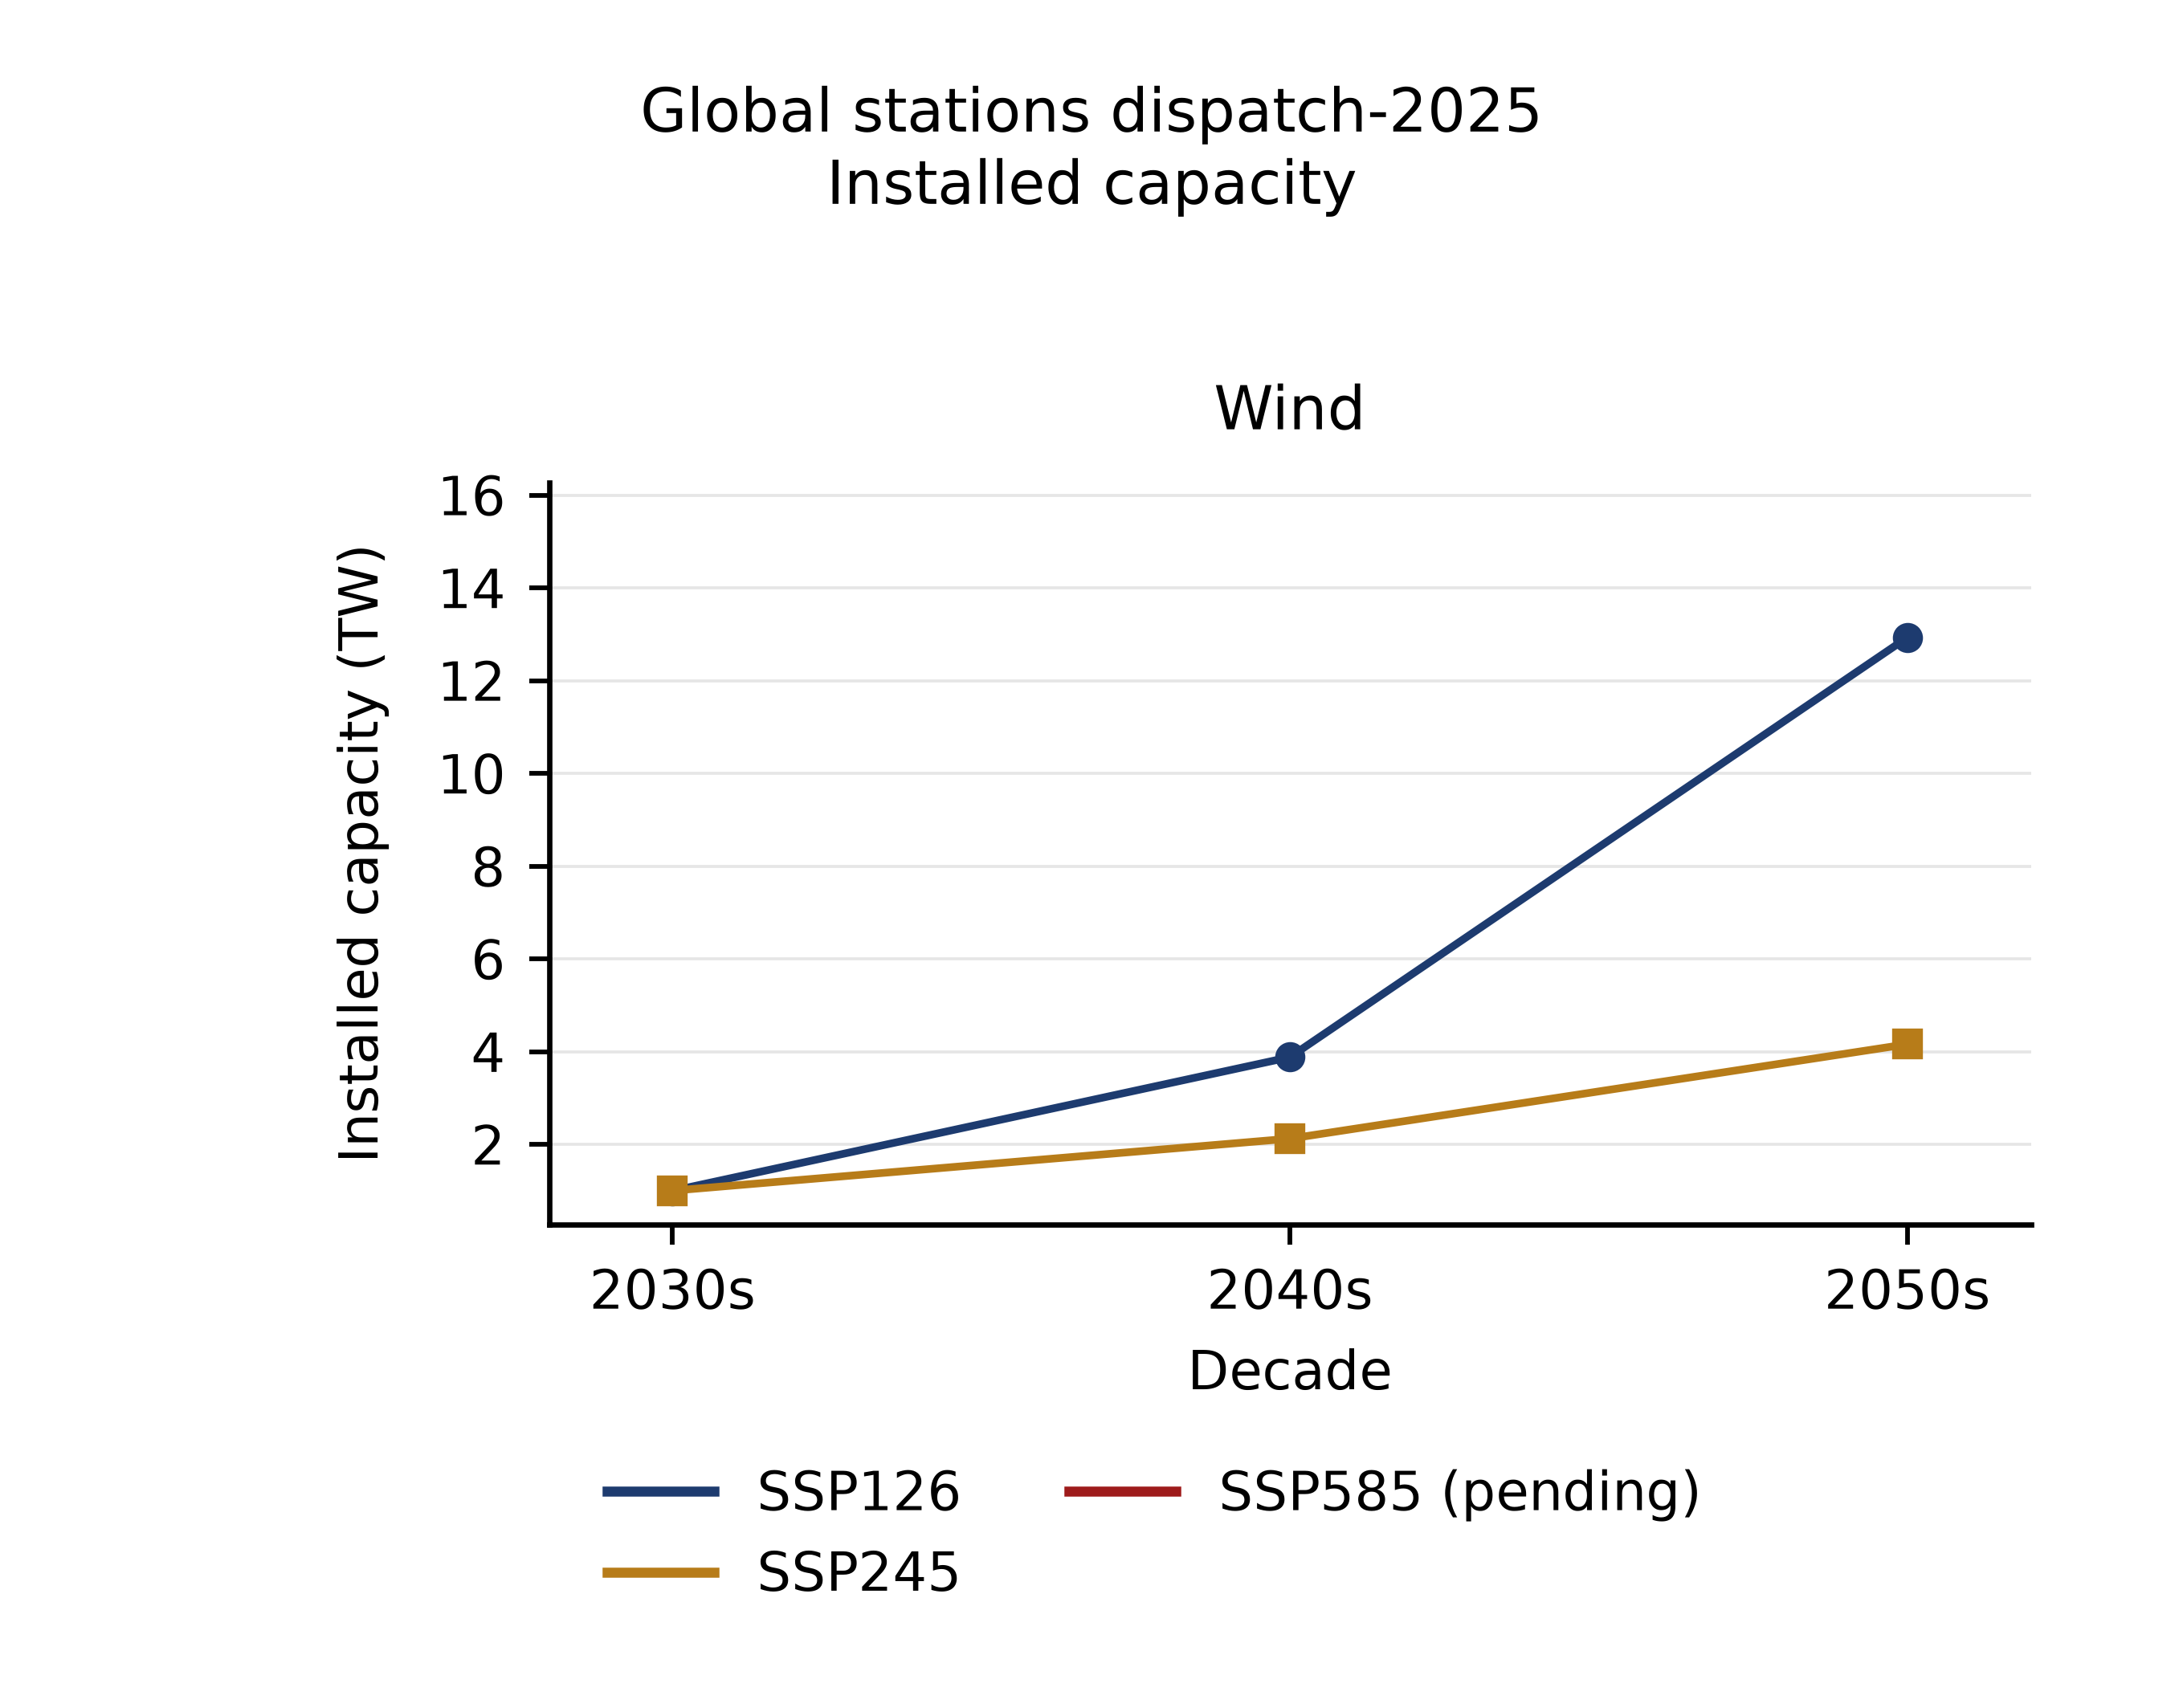 Global stations dispatch-2025
Installed capacity
Wind
16
14
12
10
8
6
4
2
Installed capacity (TW)
2030s
2040s
2050s
Decade
SSP126
SSP585 (pending)
SSP245